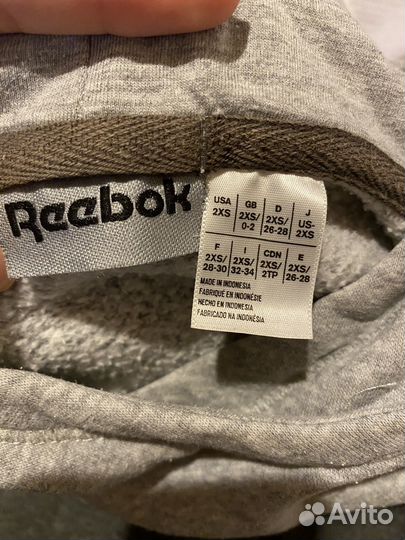 Reebok
USA GB D J
2XS 2XS/ 2XS/ US-
0-2 26-28 2XS
F I CDN E
2XS/ 2XS/ 2XS/ 2XS/
28-30 32-34 2TP 26-28
MADE IN INDONESIA
FABRIQUÉ EN INDONÉSIE
HECHO EN INDONESIA
FABRICADO NA INDONÉSIA
Avito